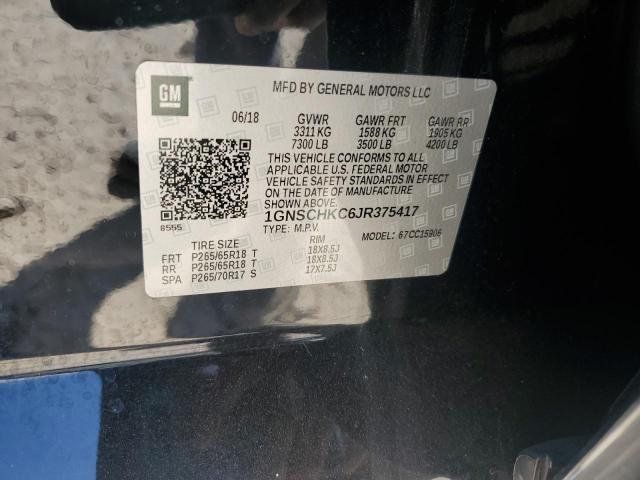 GM
MFD BY GENERAL MOTORS LLC
06/18 GVWR GAWR FRT GAWR RR
3311 KG 1588 KG 1905 KG
7300 LB 3500 LB 4200 LB
THIS VEHICLE CONFORMS TO ALL
APPLICABLE U.S. FEDERAL MOTOR
VEHICLE SAFETY STANDARDS IN EFFECT
ON THE DATE OF MANUFACTURE
SHOWN ABOVE.
8555 1GNSCHKC6JR375417
TYPE: M.P.V. MODEL: 67CC15906
TIRE SIZE RIM
FRT P265/65R18 T 18X8.5J
RR P265/65R18 T 18X8.5J
SPA P265/70R17 S 17X7.5J